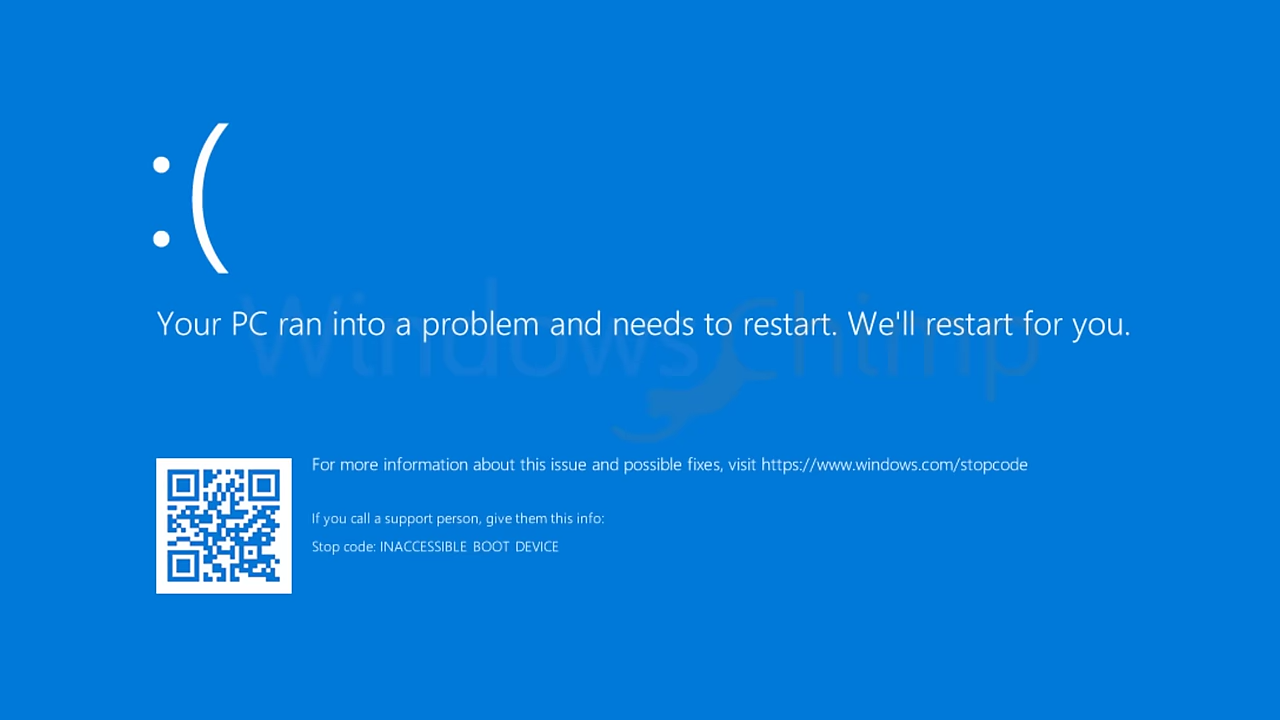 :(
Your PC ran into a problem and needs to restart. We'll restart for you.
WindowsChimp
For more information about this issue and possible fixes, visit https://www.windows.com/stopcode
If you call a support person, give them this info:
Stop code: INACCESSIBLE BOOT DEVICE